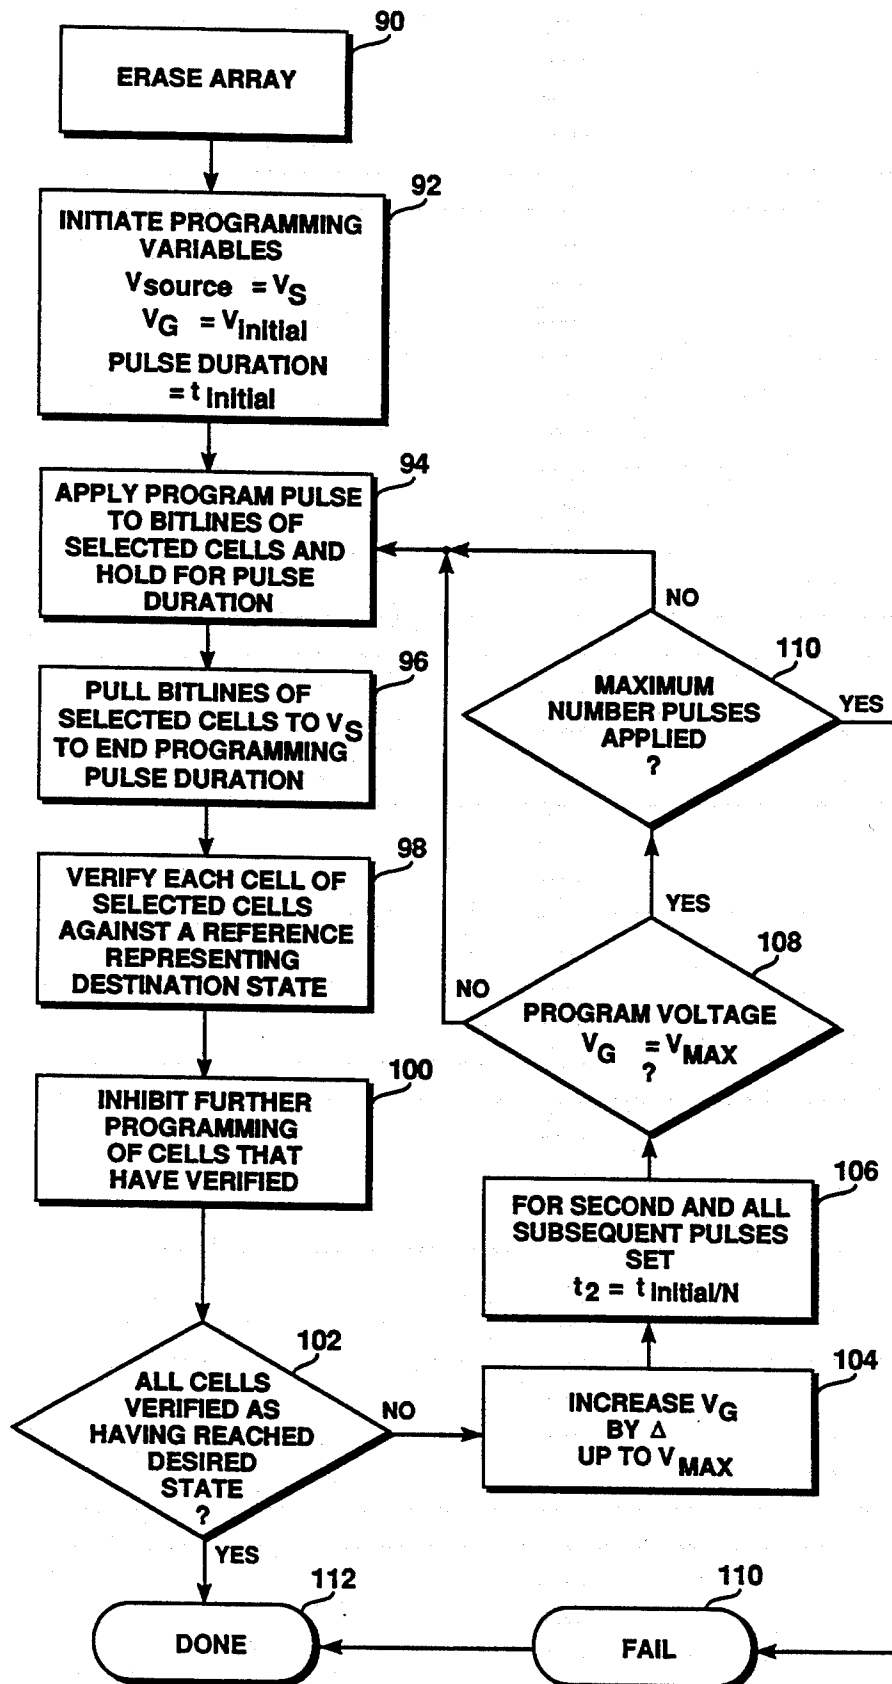 90
ERASE ARRAY
92
INITIATE PROGRAMMING
VARIABLES
Vsource = VS
VG = VInitial
PULSE DURATION
= t Initial
94
APPLY PROGRAM PULSE
TO BITLINES OF
SELECTED CELLS AND
HOLD FOR PULSE
DURATION
96
PULL BITLINES OF
SELECTED CELLS TO VS
TO END PROGRAMMING
PULSE DURATION
98
VERIFY EACH CELL OF
SELECTED CELLS
AGAINST A REFERENCE
REPRESENTING
DESTINATION STATE
100
INHIBIT FURTHER
PROGRAMMING
OF CELLS THAT
HAVE VERIFIED
102
ALL CELLS
VERIFIED AS
HAVING REACHED
DESIRED
STATE
?
NO
YES
104
INCREASE VG
BY Δ
UP TO VMAX
106
FOR SECOND AND ALL
SUBSEQUENT PULSES
SET
t2 = t Initial/N
108
PROGRAM VOLTAGE
VG = VMAX
?
NO
YES
110
MAXIMUM
NUMBER PULSES
APPLIED
?
NO
YES
110
FAIL
112
DONE